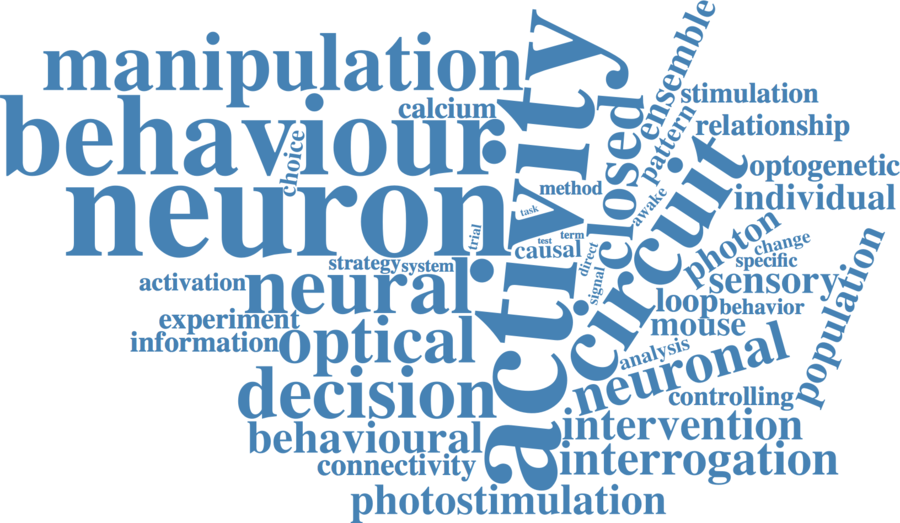 manipulation
behaviour
calcium
choice
neuron
activity
ensemble
closed
pattern
stimulation
relationship
circuit
optogenetic
individual
method
awake
task
trial
term
test
causal
direct
signal
photon
change
specific
sensory
population
strategy
system
activation
neural
loop
behavior
experiment
mouse
information
optical
analysis
neuronal
decision
controlling
behavioural
intervention
connectivity
interrogation
photostimulation